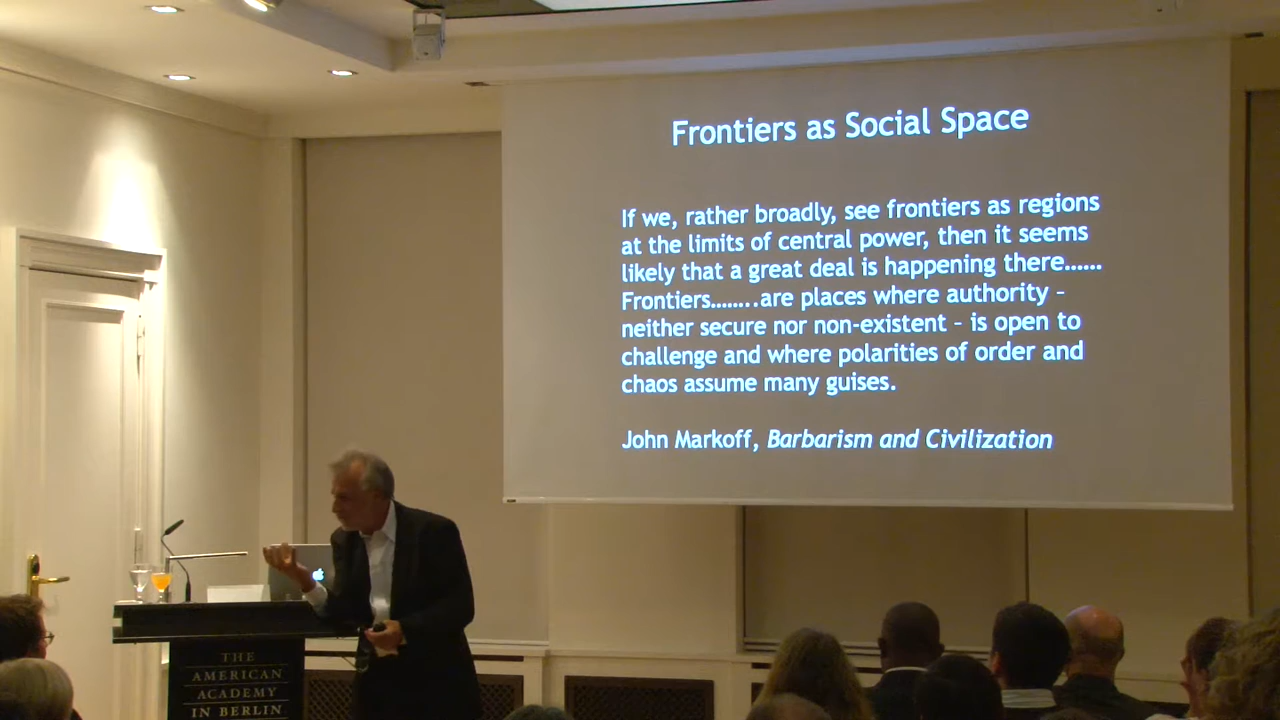 Frontiers as Social Space
If we, rather broadly, see frontiers as regions
at the limits of central power, then it seems
likely that a great deal is happening there......
Frontiers........are places where authority –
neither secure nor non-existent – is open to
challenge and where polarities of order and
chaos assume many guises.
John Markoff, Barbarism and Civilization
THE
AMERICAN
ACADEMY
IN BERLIN